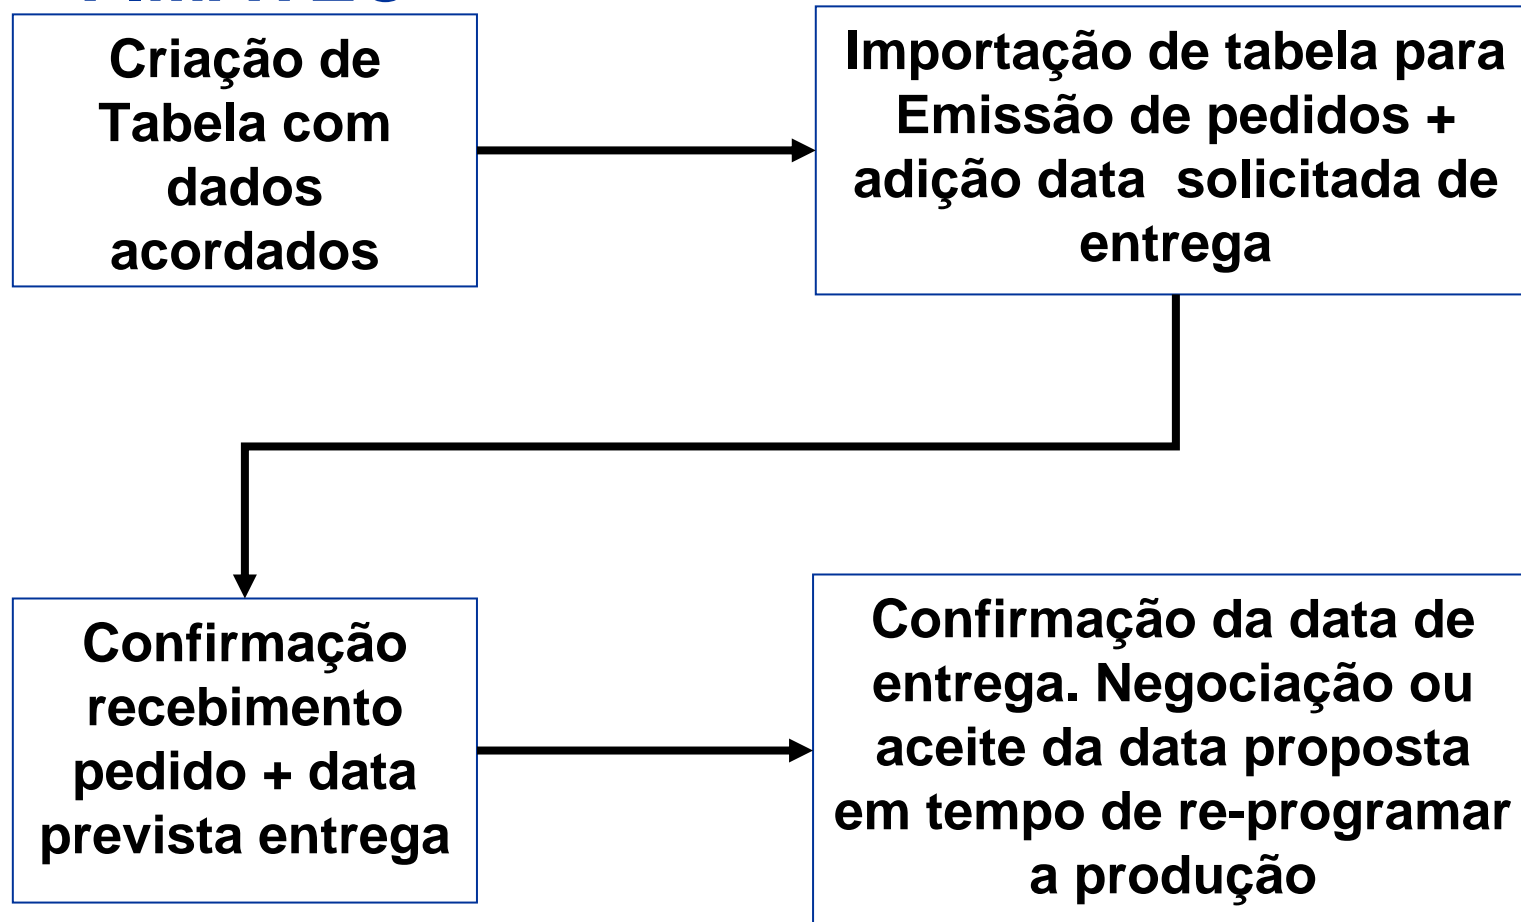 Criação de
Tabela com
dados
acordados
Importação de tabela para
Emissão de pedidos +
adição data  solicitada de
entrega
Confirmação
recebimento
pedido + data
prevista entrega
Confirmação da data de
entrega. Negociação ou
aceite da data proposta
em tempo de re-programar
a produção